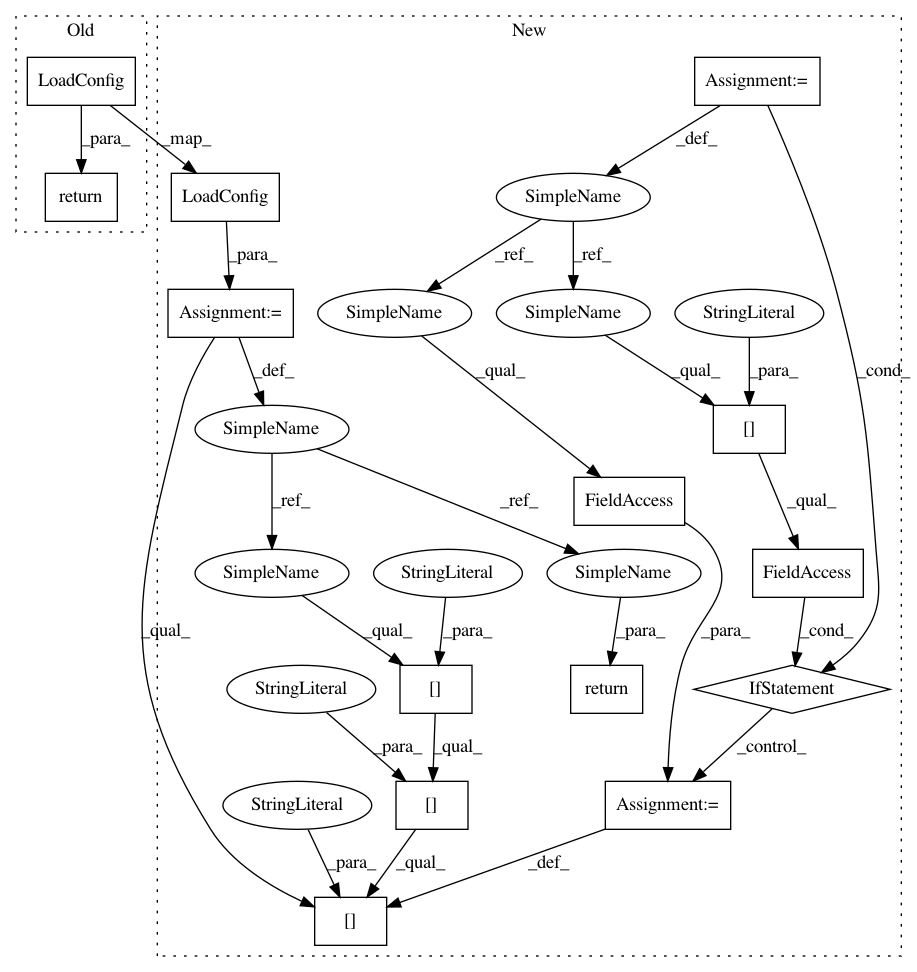 Old
New
LoadConfig
Assignment:=
_para_
_map_
_def_
return
LoadConfig
SimpleName
_para_
_ref_
_ref_
Assignment:=
SimpleName
SimpleName
StringLiteral
_def_
_qual_
_qual_
_para_
_cond_
SimpleName
[]
_ref_
_ref_
FieldAccess
_qual_
SimpleName
StringLiteral
SimpleName
FieldAccess
_qual_
_qual_
_para_
_para_
_para_
_cond_
StringLiteral
[]
return
IfStatement
_para_
_qual_
_control_
StringLiteral
[]
Assignment:=
_para_
_qual_
_def_
[]